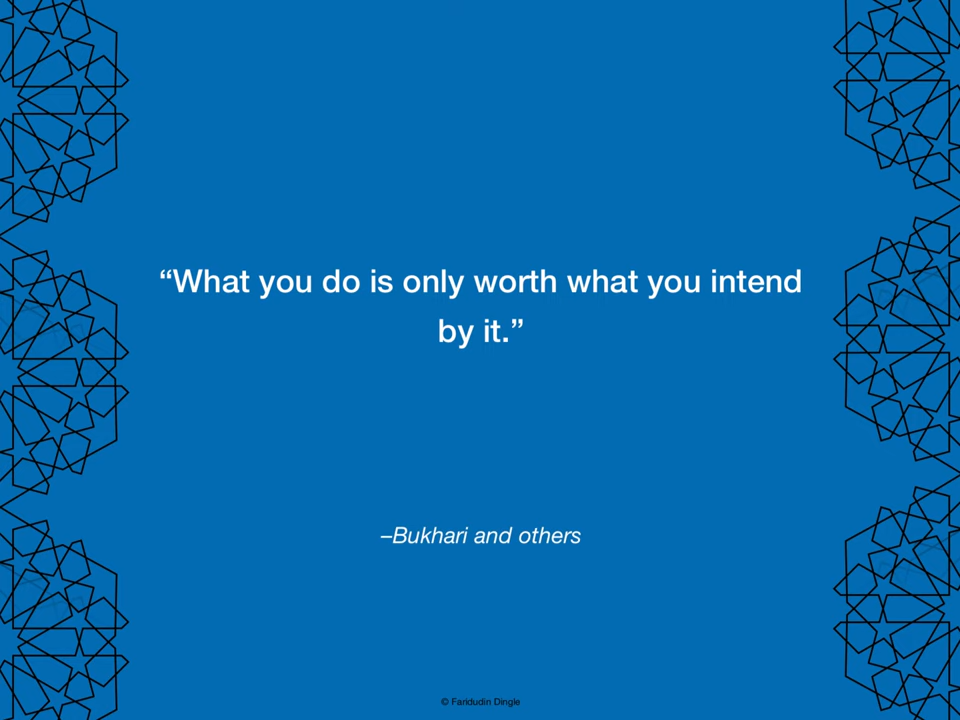 “What you do is only worth what you intend
by it.”
–Bukhari and others
© Faridudin Dingle